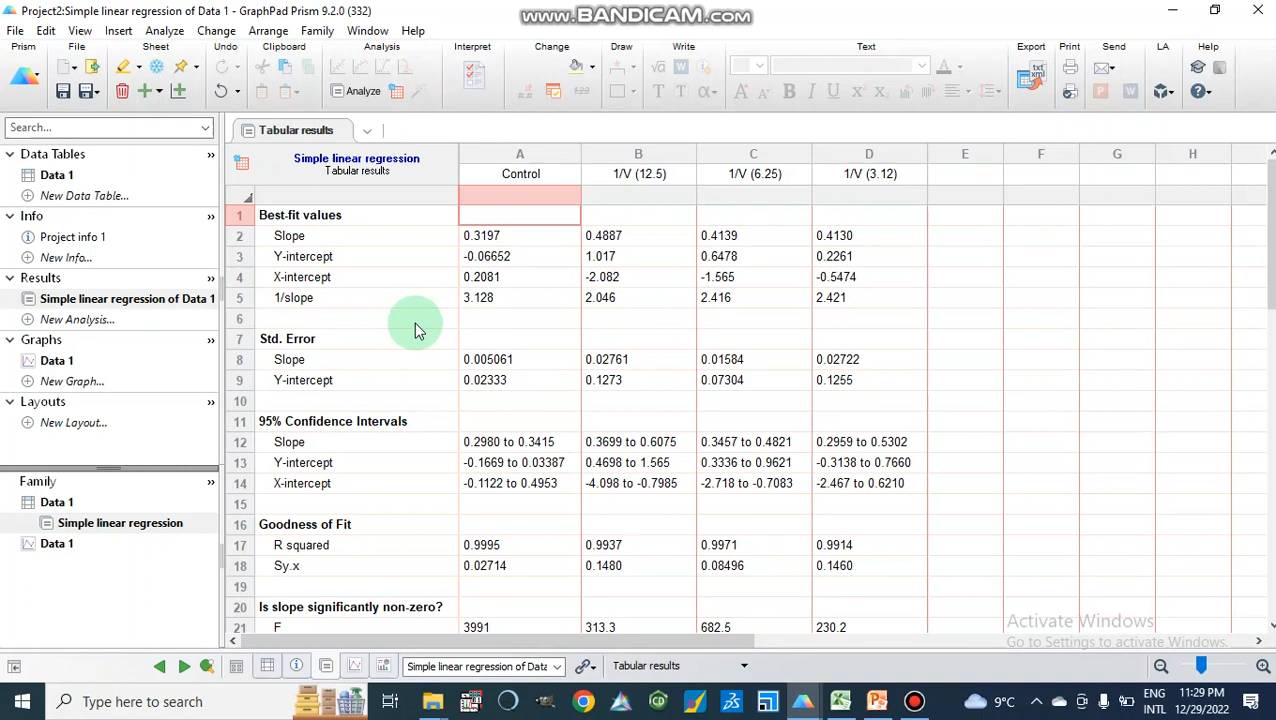 Project2:Simple linear regression of Data 1 - GraphPad Prism 9.2.0 (332)
www.BANDICAM.com
File Edit View Insert Analyze Change Arrange Family Window Help
Prism File Sheet Undo Clipboard Analysis Interpret Change Draw Write Text Export Print Send LA Help
Analyze
Search...
Tabular results
Data Tables
Data 1
New Data Table...
Info
Project info 1
New Info...
Results
Simple linear regression of Data 1
New Analysis...
Graphs
Data 1
New Graph...
Layouts
New Layout...
Family
Data 1
Simple linear regression
Data 1
Simple linear regression A B C D E F G H
Tabular results Control 1/V (12.5) 1/V (6.25) 1/V (3.12)
1 Best-fit values
2 Slope 0.3197 0.4887 0.4139 0.4130
3 Y-intercept -0.06652 1.017 0.6478 0.2261
4 X-intercept 0.2081 -2.082 -1.565 -0.5474
5 1/slope 3.128 2.046 2.416 2.421
6
7 Std. Error
8 Slope 0.005061 0.02761 0.01584 0.02722
9 Y-intercept 0.02333 0.1273 0.07304 0.1255
10
11 95% Confidence Intervals
12 Slope 0.2980 to 0.3415 0.3699 to 0.6075 0.3457 to 0.4821 0.2959 to 0.5302
13 Y-intercept -0.1669 to 0.03387 0.4698 to 1.565 0.3336 to 0.9621 -0.3138 to 0.7660
14 X-intercept -0.1122 to 0.4953 -4.098 to -0.7985 -2.718 to -0.7083 -2.467 to 0.6210
15
16 Goodness of Fit
17 R squared 0.9995 0.9937 0.9971 0.9914
18 Sy.x 0.02714 0.1480 0.08496 0.1460
19
20 Is slope significantly non-zero?
21 F 3991 313.3 682.5 230.2
Activate Windows
Go to Settings to activate Windows.
Simple linear regression of Data Tabular results
Type here to search
9°C
ENG
INTL
11:29 PM
12/29/2022